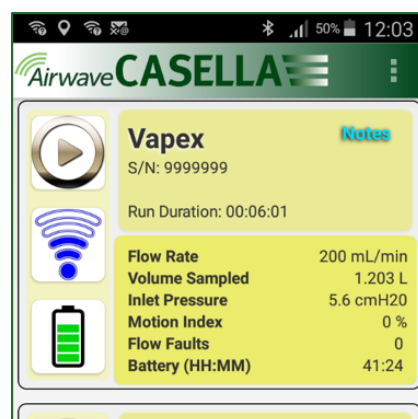 50% 12:03
Airwave CASELLA
Vapex Notes
S/N: 9999999
Run Duration: 00:06:01
Flow Rate 200 mL/min
Volume Sampled 1.203 L
Inlet Pressure 5.6 cmH20
Motion Index 0 %
Flow Faults 0
Battery (HH:MM) 41:24